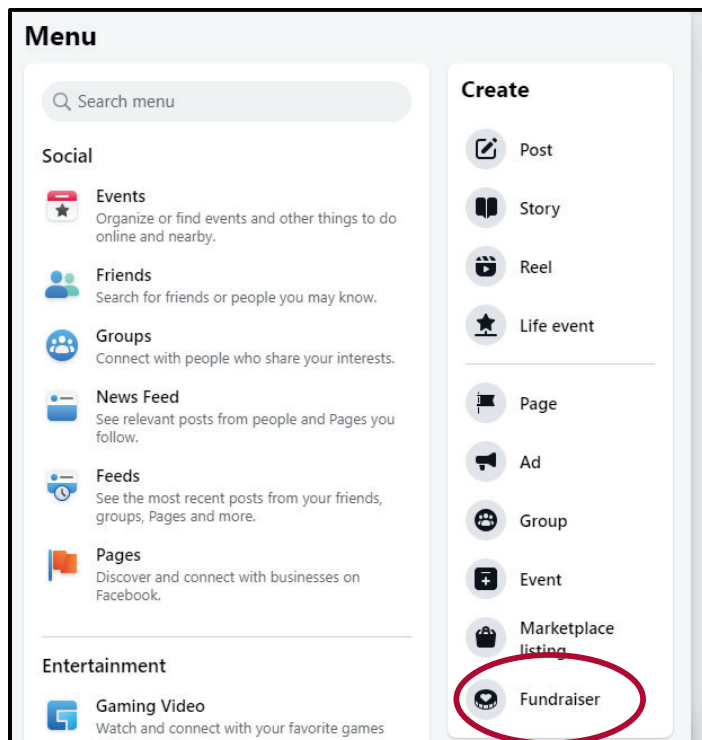 Menu
Search menu
Social
Events
Organize or find events and other things to do
online and nearby.
Friends
Search for friends or people you may know.
Groups
Connect with people who share your interests.
News Feed
See relevant posts from people and Pages you
follow.
Feeds
See the most recent posts from your friends,
groups, Pages and more.
Pages
Discover and connect with businesses on
Facebook.
Entertainment
Gaming Video
Watch and connect with your favorite games
Create
Post
Story
Reel
Life event
Page
Ad
Group
Event
Marketplace
listing
Fundraiser